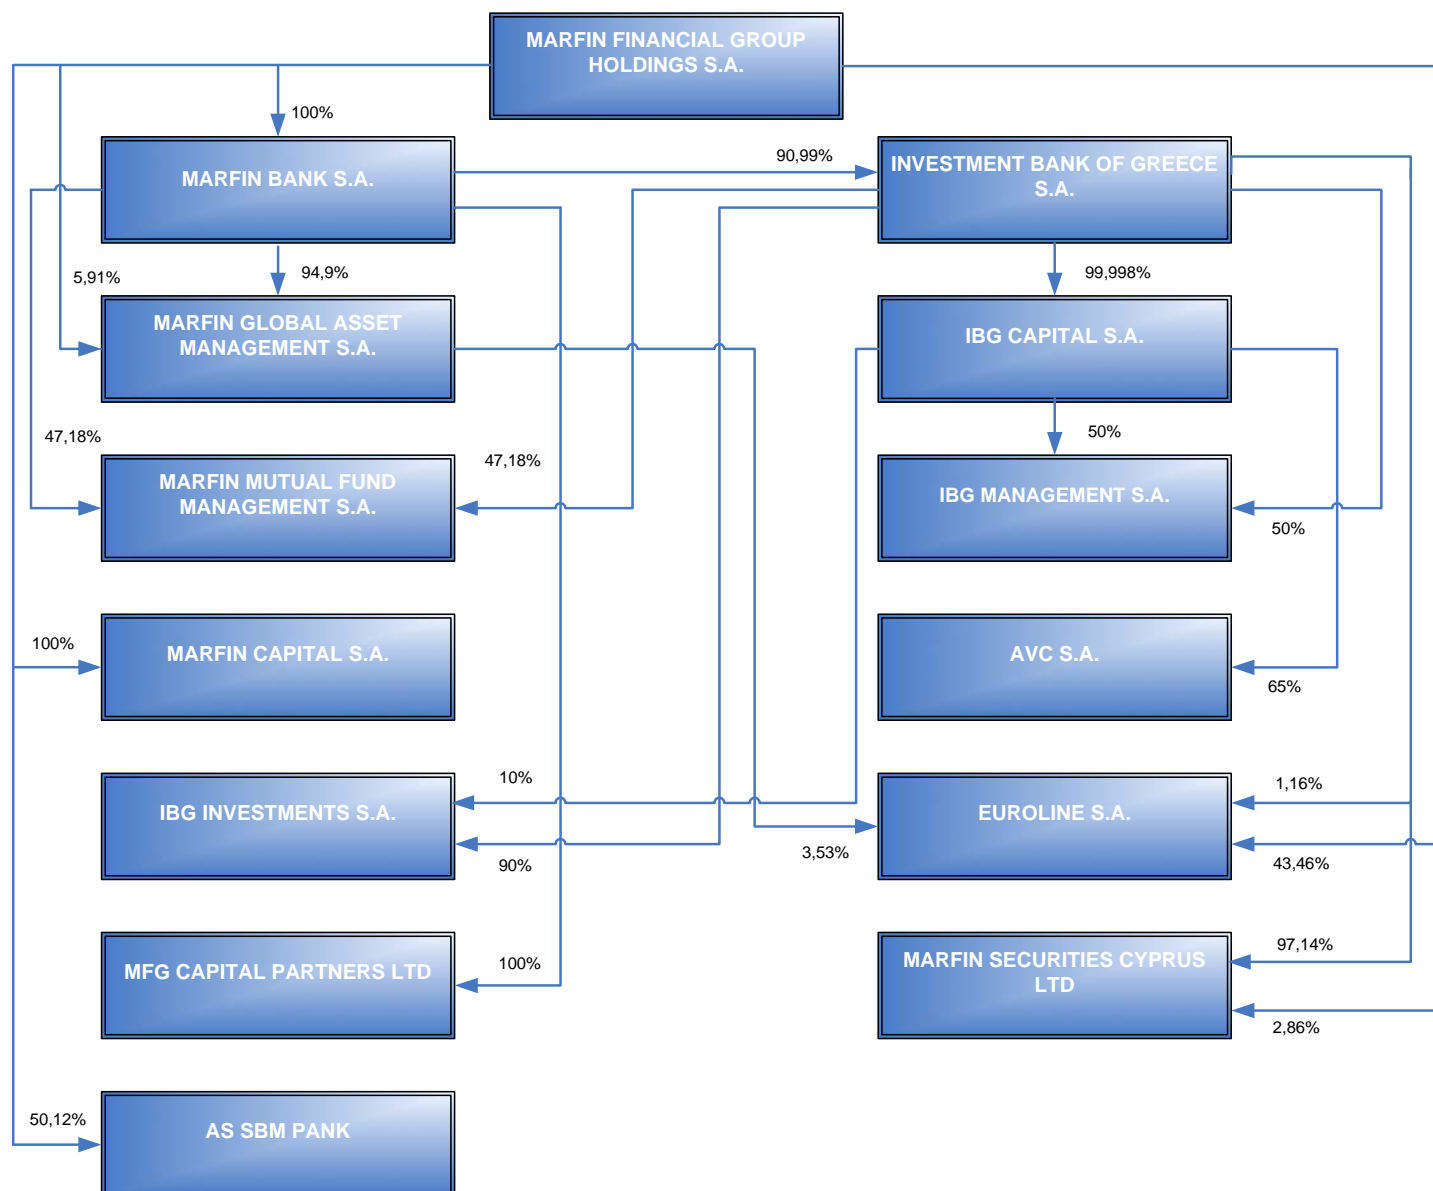 MARFIN FINANCIAL GROUP
HOLDINGS S.A.
100%
MARFIN BANK S.A.
90,99%
INVESTMENT BANK OF GREECE
S.A.
5,91%
94,9%
99,998%
MARFIN GLOBAL ASSET
MANAGEMENT S.A.
IBG CAPITAL S.A.
47,18%
47,18%
50%
MARFIN MUTUAL FUND
MANAGEMENT S.A.
IBG MANAGEMENT S.A.
50%
100%
MARFIN CAPITAL S.A.
AVC S.A.
65%
10%
1,16%
IBG INVESTMENTS S.A.
EUROLINE S.A.
90%
3,53%
43,46%
100%
97,14%
MFG CAPITAL PARTNERS LTD
MARFIN SECURITIES CYPRUS
LTD
2,86%
50,12%
AS SBM PANK